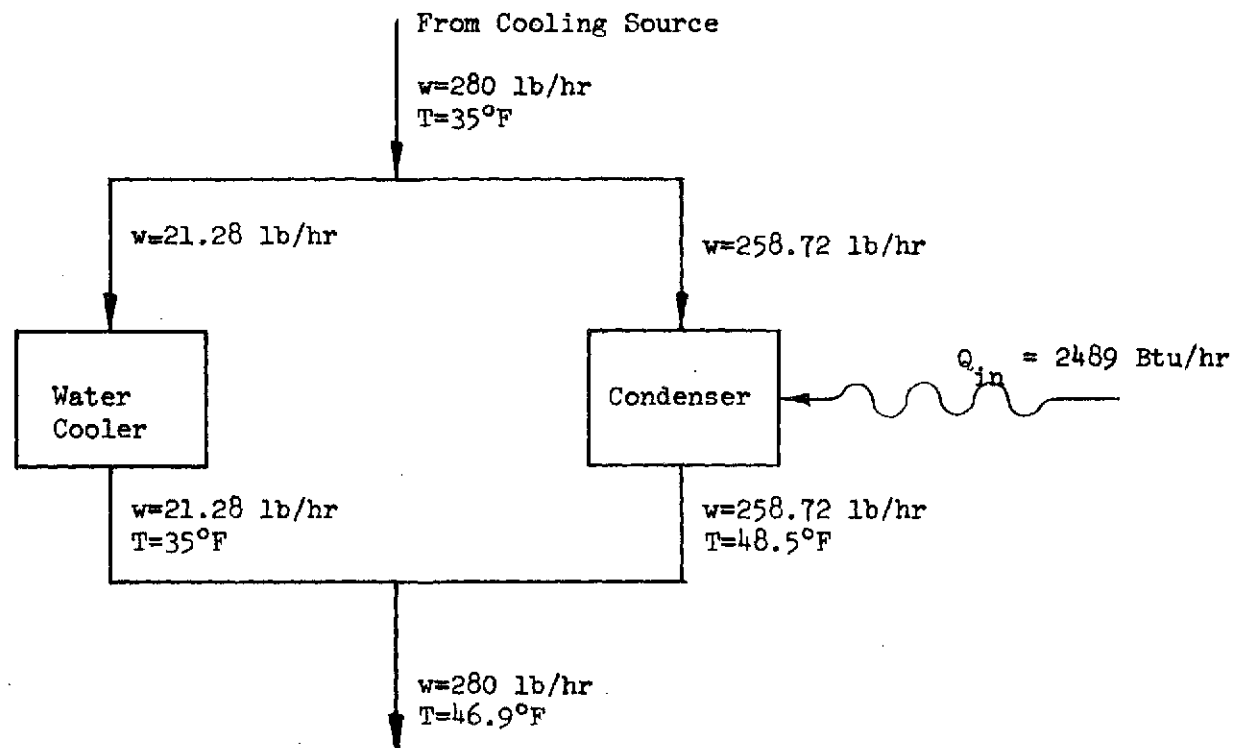 From Cooling Source
w=280 lb/hr
T=35°F
w=21.28 lb/hr
w=258.72 lb/hr
Water
Cooler
Condenser
Q_in = 2489 Btu/hr
w=21.28 lb/hr
T=35°F
w=258.72 lb/hr
T=48.5°F
w=280 lb/hr
T=46.9°F